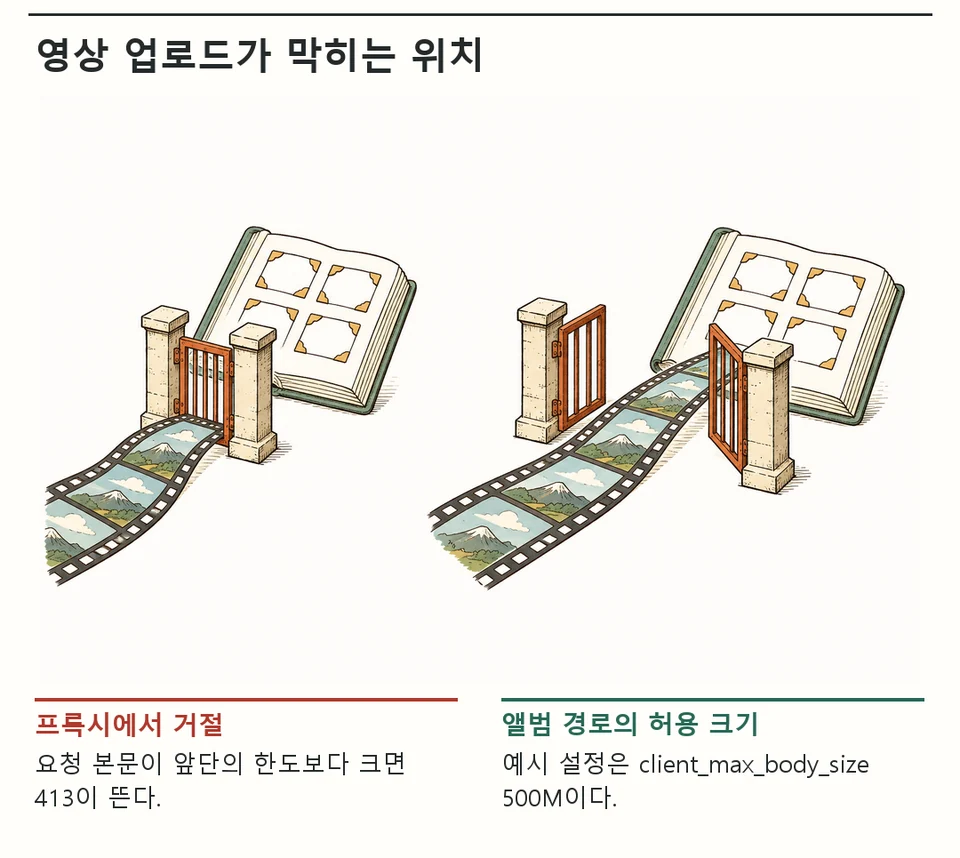 영상 업로드가 막히는 위치
프록시에서 거절
요청 본문이 앞단의 한도보다 크면
413이 뜬다.
앨범 경로의 허용 크기
예시 설정은 client_max_body_size
500M이다.